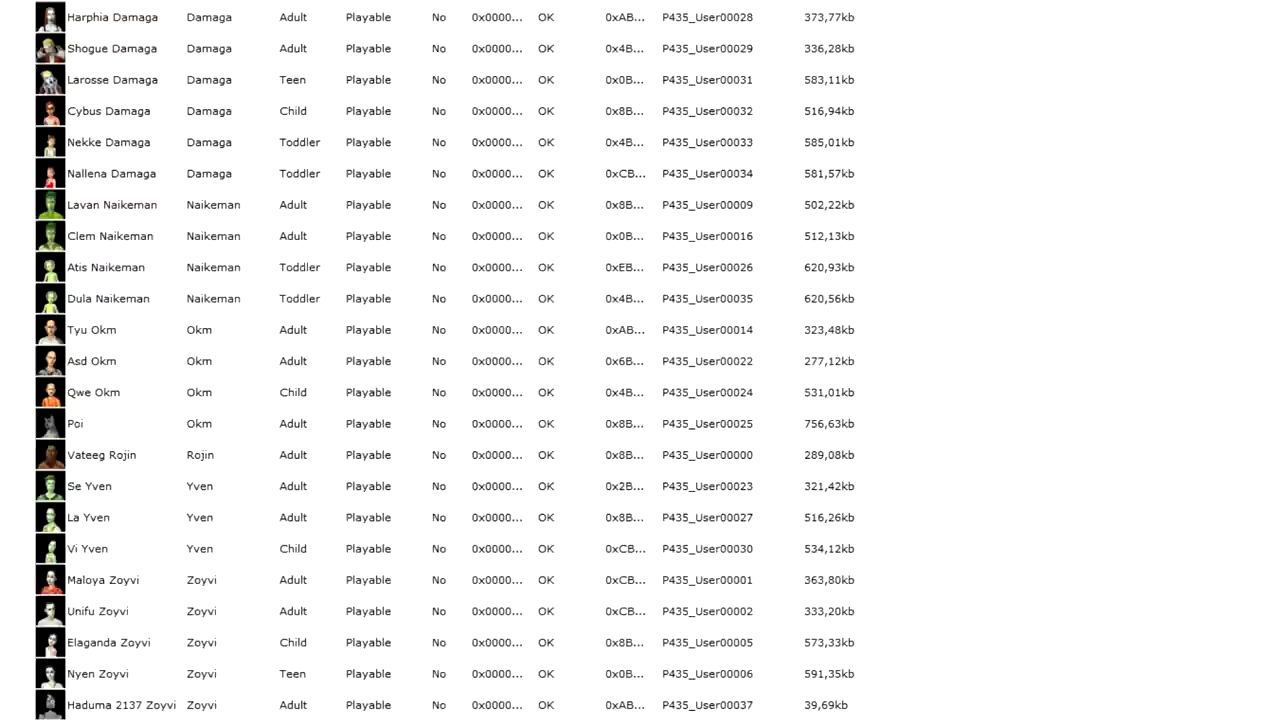 Harphia Damaga Damaga Adult Playable No 0x0000... OK 0xAB... P435_User00028 373,77kb
Shogue Damaga Damaga Adult Playable No 0x0000... OK 0x4B... P435_User00029 336,28kb
Larosse Damaga Damaga Teen Playable No 0x0000... OK 0x0B... P435_User00031 583,11kb
Cybus Damaga Damaga Child Playable No 0x0000... OK 0x8B... P435_User00032 516,94kb
Nekke Damaga Damaga Toddler Playable No 0x0000... OK 0x4B... P435_User00033 585,01kb
Nallena Damaga Damaga Toddler Playable No 0x0000... OK 0xCB... P435_User00034 581,57kb
Lavan Naikeman Naikeman Adult Playable No 0x0000... OK 0x8B... P435_User00009 502,22kb
Clem Naikeman Naikeman Adult Playable No 0x0000... OK 0x0B... P435_User00016 512,13kb
Atis Naikeman Naikeman Toddler Playable No 0x0000... OK 0xEB... P435_User00026 620,93kb
Dula Naikeman Naikeman Toddler Playable No 0x0000... OK 0x4B... P435_User00035 620,56kb
Tyu Okm Okm Adult Playable No 0x0000... OK 0xAB... P435_User00014 323,48kb
Asd Okm Okm Adult Playable No 0x0000... OK 0x6B... P435_User00022 277,12kb
Qwe Okm Okm Child Playable No 0x0000... OK 0x4B... P435_User00024 531,01kb
Poi Okm Adult Playable No 0x0000... OK 0x8B... P435_User00025 756,63kb
Vateeg Rojin Rojin Adult Playable No 0x0000... OK 0x8B... P435_User00000 289,08kb
Se Yven Yven Adult Playable No 0x0000... OK 0x2B... P435_User00023 321,42kb
La Yven Yven Adult Playable No 0x0000... OK 0x8B... P435_User00027 516,26kb
Vi Yven Yven Child Playable No 0x0000... OK 0xCB... P435_User00030 534,12kb
Maloya Zoyvi Zoyvi Adult Playable No 0x0000... OK 0xCB... P435_User00001 363,80kb
Unifu Zoyvi Zoyvi Adult Playable No 0x0000... OK 0xCB... P435_User00002 333,20kb
Elaganda Zoyvi Zoyvi Child Playable No 0x0000... OK 0x8B... P435_User00005 573,33kb
Nyen Zoyvi Zoyvi Teen Playable No 0x0000... OK 0x0B... P435_User00006 591,35kb
Haduma 2137 Zoyvi Zoyvi Adult Playable No 0x0000... OK 0xAB... P435_User00037 39,69kb